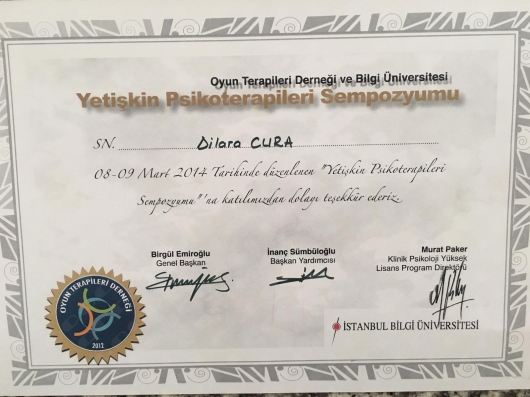 Oyun Terapileri Derneği ve Bilgi Üniversitesi
Yetişkin Psikoterapileri Sempozyumu
SN. Dilara CURA
08-09 Mart 2014 Tarihinde düzenlenen "Yetişkin Psikoterapileri
Sempozyumu"'na katılımızdan dolayı teşekkür ederiz.
Birgül Emiroğlu
Genel Başkan
İnanç Sümbüloğlu
Başkan Yardımcısı
Murat Paker
Klinik Psikoloji Yüksek
Lisans Program Direktörü
OYUN TERAPİLERİ DERNEĞİ
2012
İSTANBUL BİLGİ ÜNİVERSİTESİ